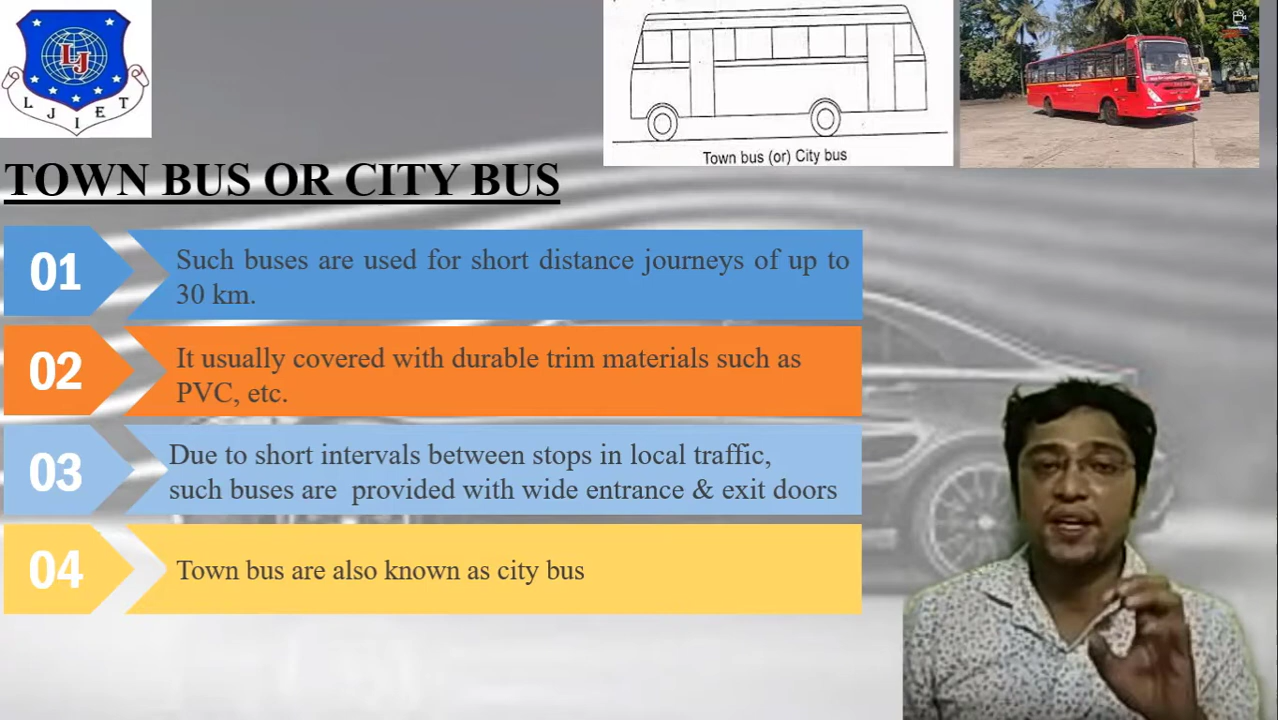 LJ
LJIET
Town bus (or) City bus
TOWN BUS OR CITY BUS
01
Such buses are used for short distance journeys of up to
30 km.
02
It usually covered with durable trim materials such as
PVC, etc.
03
Due to short intervals between stops in local traffic,
such buses are provided with wide entrance & exit doors
04
Town bus are also known as city bus